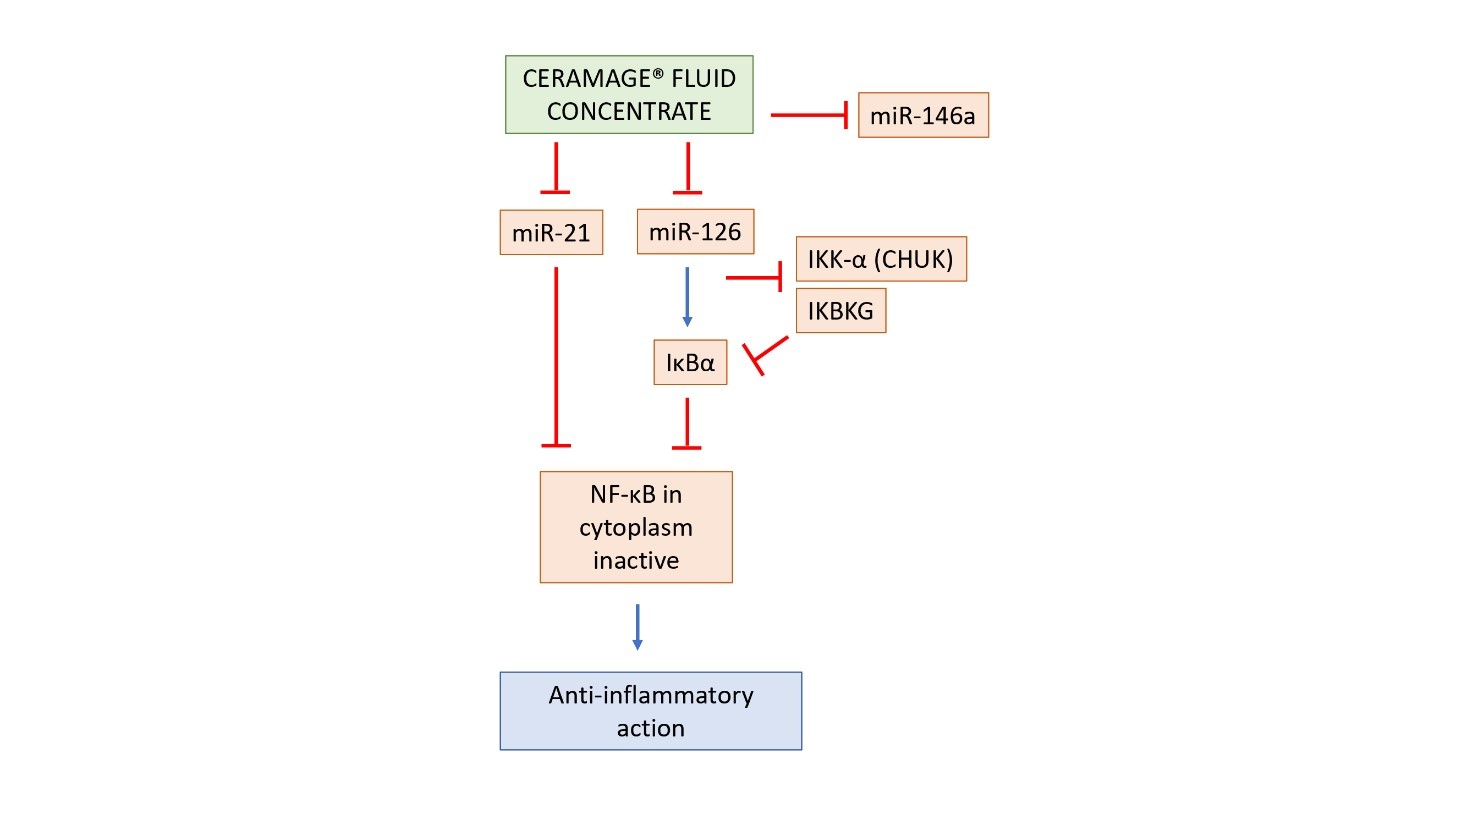 CERAMAGE® FLUID
CONCENTRATE
miR-146a
miR-21
miR-126
IKK-α (CHUK)
IKBKG
IκBα
NF-κB in
cytoplasm
inactive
Anti-inflammatory
action